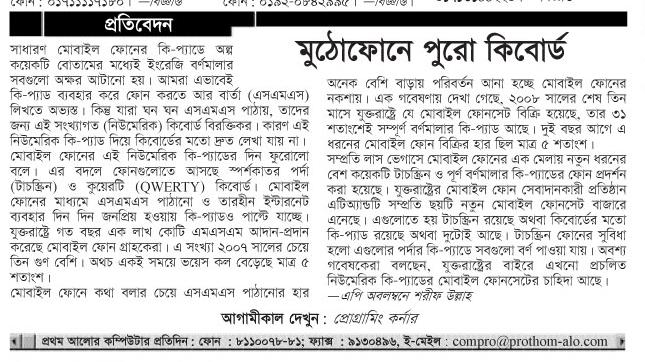 প্রতিবেদন
মুঠোফোনে পুরো কিবোর্ড
সাধারণ মোবাইল ফোনের কি-প্যাডে অল্প
কয়েকটি বোতামের মধ্যেই ইংরেজি বর্ণমালার
সবগুলো অক্ষর আটানো হয়। আমরা এভাবেই
কি-প্যাড ব্যবহার করে ফোন করতে আর বার্তা (এসএমএস)
লিখতে অভ্যস্ত। কিন্তু যারা ঘন ঘন এসএমএস পাঠায়, তাদের
জন্য এই সংখ্যাগত (নিউমেরিক) কিবোর্ড বিরক্তিকর। কারণ এই
নিউমেরিক কি-প্যাড দিয়ে কিবোর্ডের মতো দ্রুত লেখা যায় না।
মোবাইল ফোনের এই নিউমেরিক কি-প্যাডের দিন ফুরোলো
বলে। এর বদলে ফোনগুলোতে আসছে স্পর্শকাতর পর্দা
(টাচস্ক্রিন) ও কুয়েরটি (QWERTY) কিবোর্ড। মোবাইল
ফোনের মাধ্যমে এসএমএস পাঠানো ও তারহীন ইন্টারনেট
ব্যবহার দিন দিন জনপ্রিয় হওয়ায় কি-প্যাডও পাল্টে যাচ্ছে।
যুক্তরাষ্ট্রে গত বছর এক লাখ কোটি এমএসএম আদান-প্রদান
করেছে মোবাইল ফোন গ্রাহকেরা। এ সংখ্যা ২০০৭ সালের চেয়ে
তিন গুণ বেশি। অথচ একই সময়ে ভয়েস কল বেড়েছে মাত্র ৫
শতাংশ।
মোবাইল ফোনে কথা বলার চেয়ে এসএমএস পাঠানোর হার
অনেক বেশি বাড়ায় পরিবর্তন আনা হচ্ছে মোবাইল ফোনের
নকশায়। এক গবেষণায় দেখা গেছে, ২০০৮ সালের শেষ তিন
মাসে যুক্তরাষ্ট্রে যে মোবাইল ফোনসেট বিক্রি হয়েছে, তার ৩১
শতাংশেই সম্পূর্ণ বর্ণমালার কি-প্যাড আছে। দুই বছর আগে এ
ধরনের মোবাইল ফোন বিক্রির হার ছিল মাত্র ৫ শতাংশ।
সম্প্রতি লাস ভেগাসে মোবাইল ফোনের এক মেলায় নতুন ধরনের
বেশ কয়েকটি টাচস্ক্রিন ও পূর্ণ বর্ণমালার কি-প্যাডের ফোন প্রদর্শন
করা হয়েছে। যুক্তরাষ্ট্রের মোবাইল ফোন সেবাদানকারী প্রতিষ্ঠান
এটিঅ্যান্ডটি সম্প্রতি ছয়টি নতুন মোবাইল ফোনসেট বাজারে
এনেছে। এগুলোতে হয় টাচস্ক্রিন রয়েছে অথবা কিবোর্ডের মতো
কি-প্যাড রয়েছে অথবা দুটোই আছে। টাচস্ক্রিন ফোনের সুবিধা
হলো এগুলোর পর্দার কি-প্যাডে সবগুলো বর্ণ পাওয়া যায়। অবশ্য
গবেষকেরা বলছেন, যুক্তরাষ্ট্রের বাইরে এখনো প্রচলিত
নিউমেরিক কি-প্যাডের মোবাইল ফোনসেটের চাহিদা আছে।
—এপি অবলম্বনে শরীফ উল্লাহ
আগামীকাল দেখুন : প্রোগ্রামিং কর্নার
প্রথম আলোর কম্পিউটার প্রতিদিন : ফোন : ৮১১০০৭৮-৮১; ফ্যাক্স : ৯১৩০৪৯৬, ই-মেইল : compro@prothom-alo.com